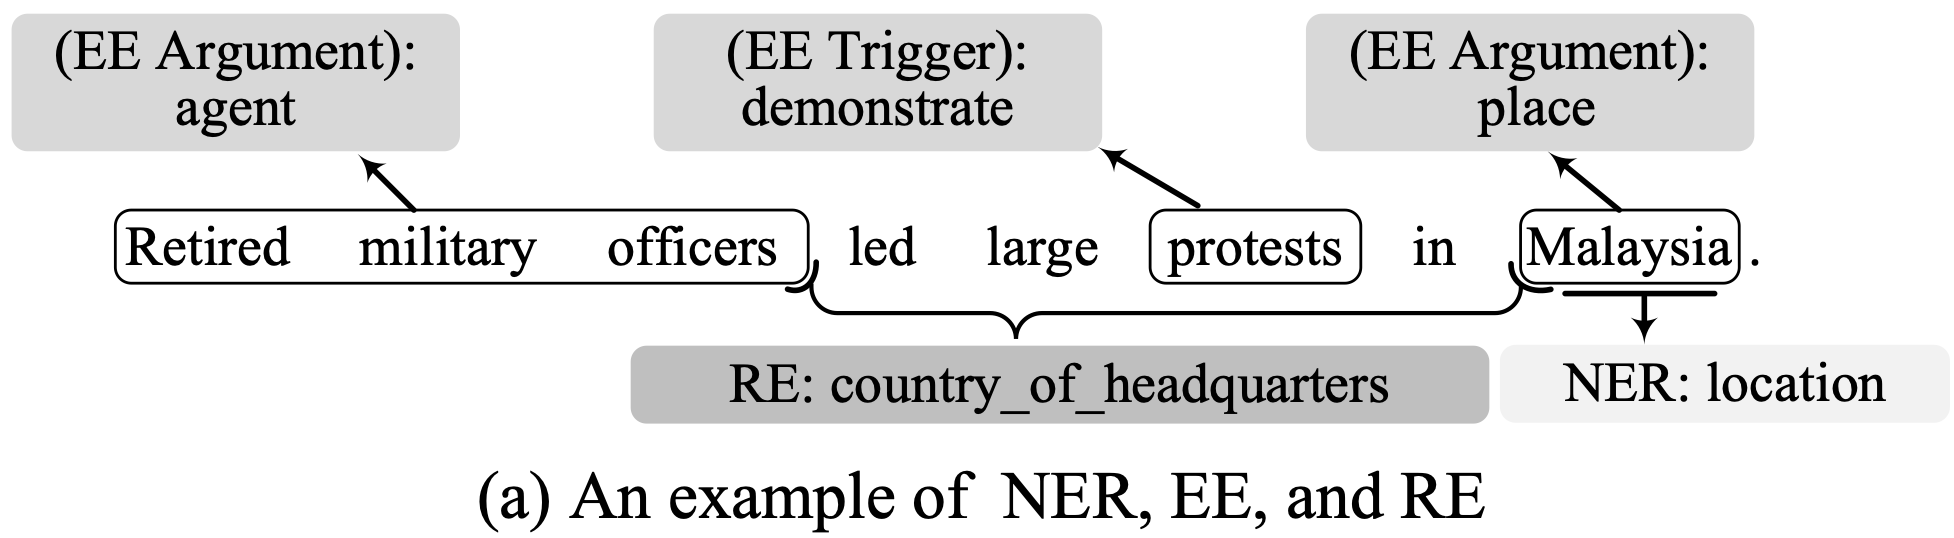 (EE Argument):
agent
(EE Trigger):
demonstrate
(EE Argument):
place
Retired military officers led large protests in Malaysia.
RE: country_of_headquarters
NER: location
(a) An example of NER, EE, and RE